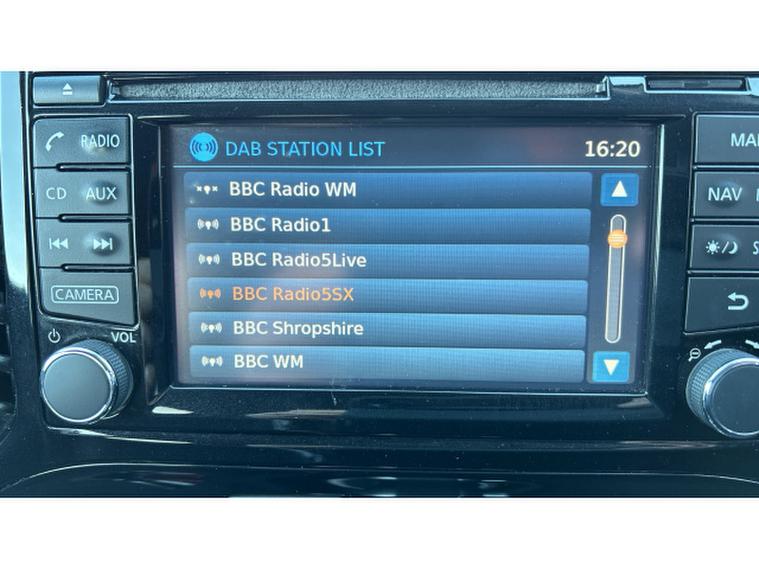 RADIO
DAB STATION LIST 16:20
CD AUX
BBC Radio WM
NAV
BBC Radio1
BBC Radio5Live
CAMERA
BBC Radio5SX
BBC Shropshire
VOL
BBC WM